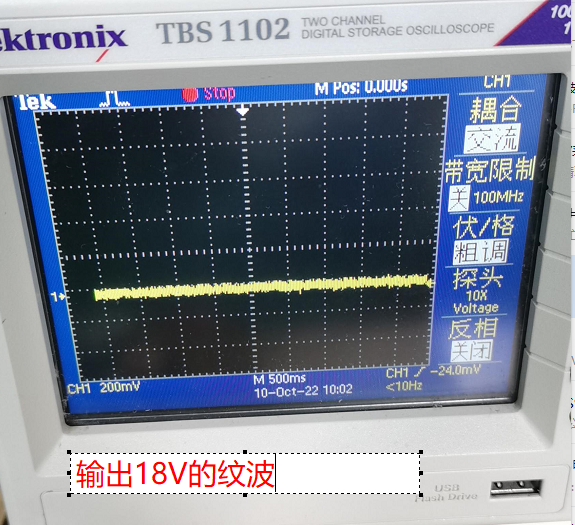 ektronix TBS 1102 TWO CHANNEL DIGITAL STORAGE OSCILLOSCOPE 100
Tek Stop M Pos: 0.000s CH1
耦合
交流
带宽限制
关 100MHz
伏/格
粗调
探头
10X
Voltage
反相
关闭
1
CH1 200mV M 500ms CH1 -24.0mV
10-Oct-22 10:02 <10Hz
输出18V的纹波
USB
Flash Drive